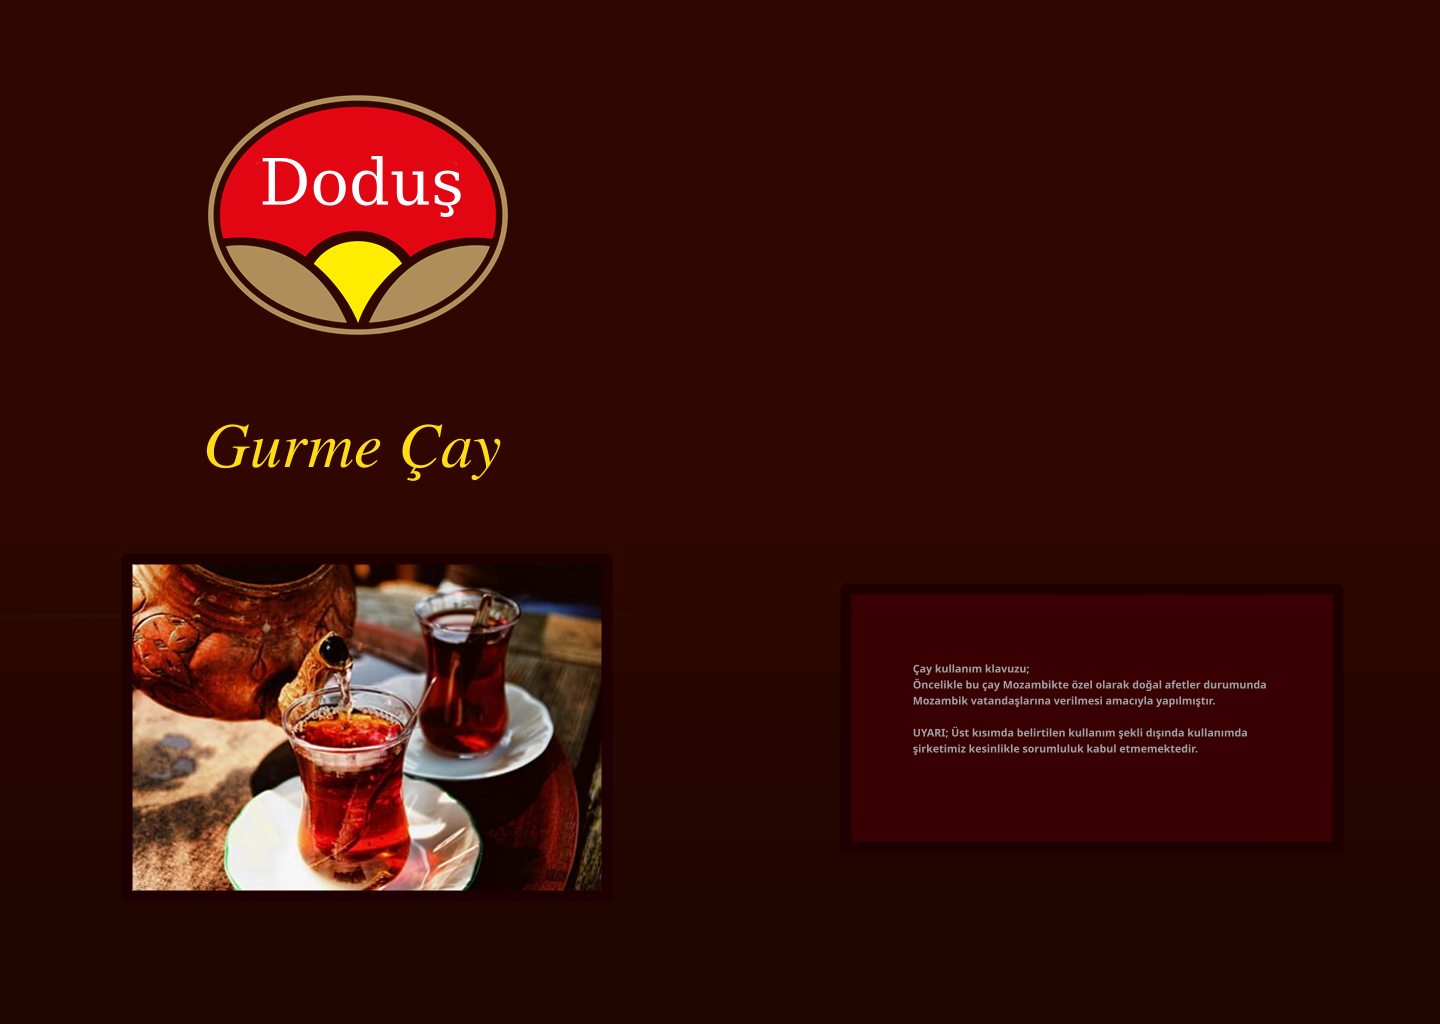 Doduş
Gurme Çay
Çay kullanım klavuzu;
Öncelikle bu çay Mozambikte özel olarak doğal afetler durumunda
Mozambik vatandaşlarına verilmesi amacıyla yapılmıştır.
UYARI; Üst kısımda belirtilen kullanım şekli dışında kullanımda
şirketimiz kesinlikle sorumluluk kabul etmemektedir.